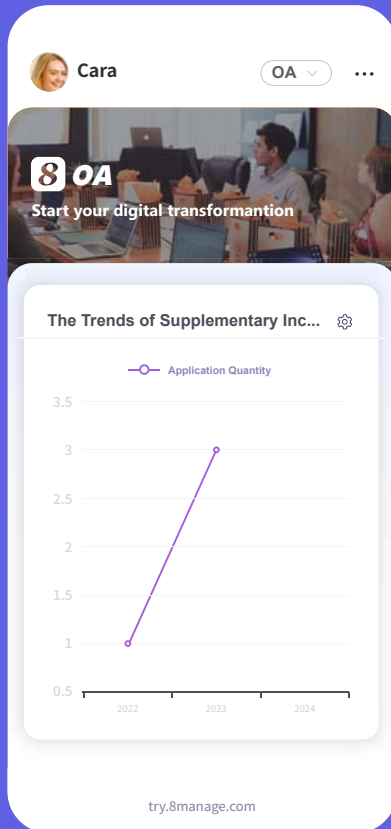 Cara
OA
8 OA
Start your digital transformantion
The Trends of Supplementary Inc...
Application Quantity
3.5
3
2.5
2
1.5
1
0.5
2022
2023
2024
try.8manage.com